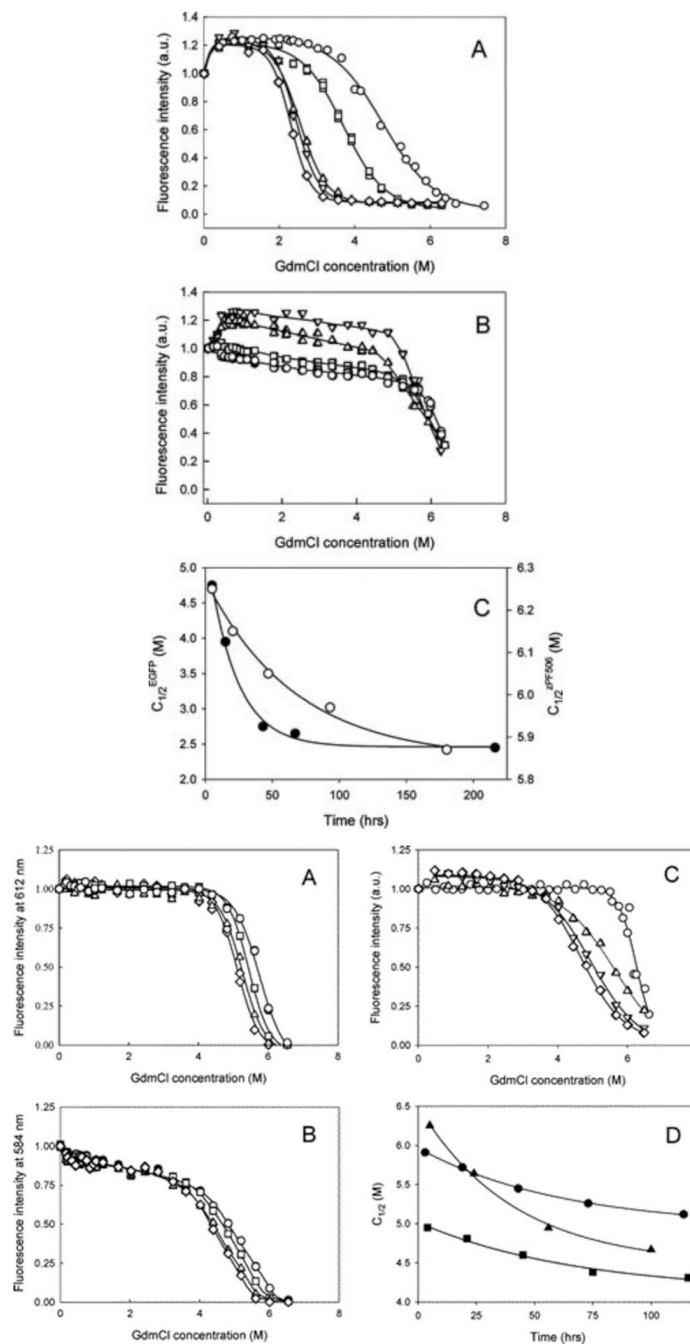 A
Fluorescence intensity (a.u.)
1.4
1.2
1.0
0.8
0.6
0.4
0.2
0.0
0 2 4 6 8
GdmCl concentration (M)
B
Fluorescence intensity (a.u.)
1.4
1.2
1.0
0.8
0.6
0.4
0.2
0.0
0 2 4 6 8
GdmCl concentration (M)
C
C1/2 EGFP (M)
5.0
4.5
4.0
3.5
3.0
2.5
2.0
6.3
6.2
6.1
6.0
5.9
5.8
C1/2 zPF506 (M)
0 50 100 150 200
Time (hrs)
A
Fluorescence intensity at 612 nm
1.25
1.00
0.75
0.50
0.25
0.00
0 2 4 6 8
GdmCl concentration (M)
C
Fluorescence intensity (a.u.)
1.25
1.00
0.75
0.50
0.25
0.00
0 2 4 6
GdmCl concentration (M)
B
Fluorescence intensity at 584 nm
1.25
1.00
0.75
0.50
0.25
0.00
0 2 4 6 8
GdmCl concentration (M)
D
C1/2 (M)
6.5
6.0
5.5
5.0
4.5
4.0
0 25 50 75 100
Time (hrs)